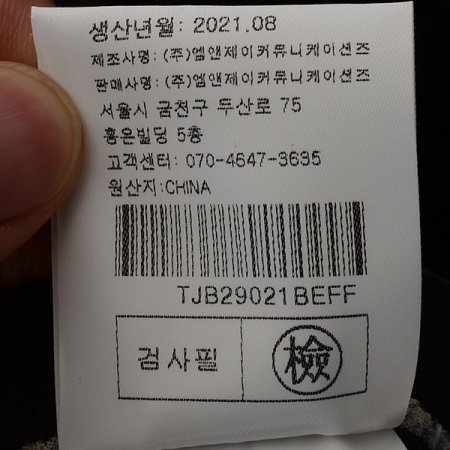 생산년월: 2021.08
제조사명: (주)엠앤제이커뮤니케이션즈
판매사명: (주)엠앤제이커뮤니케이션즈
서울시 금천구 두산로 75
홍은빌딩 5층
고객센터: 070-4647-3635
원산지:CHINA
TJB29021BEFF
검사필 檢